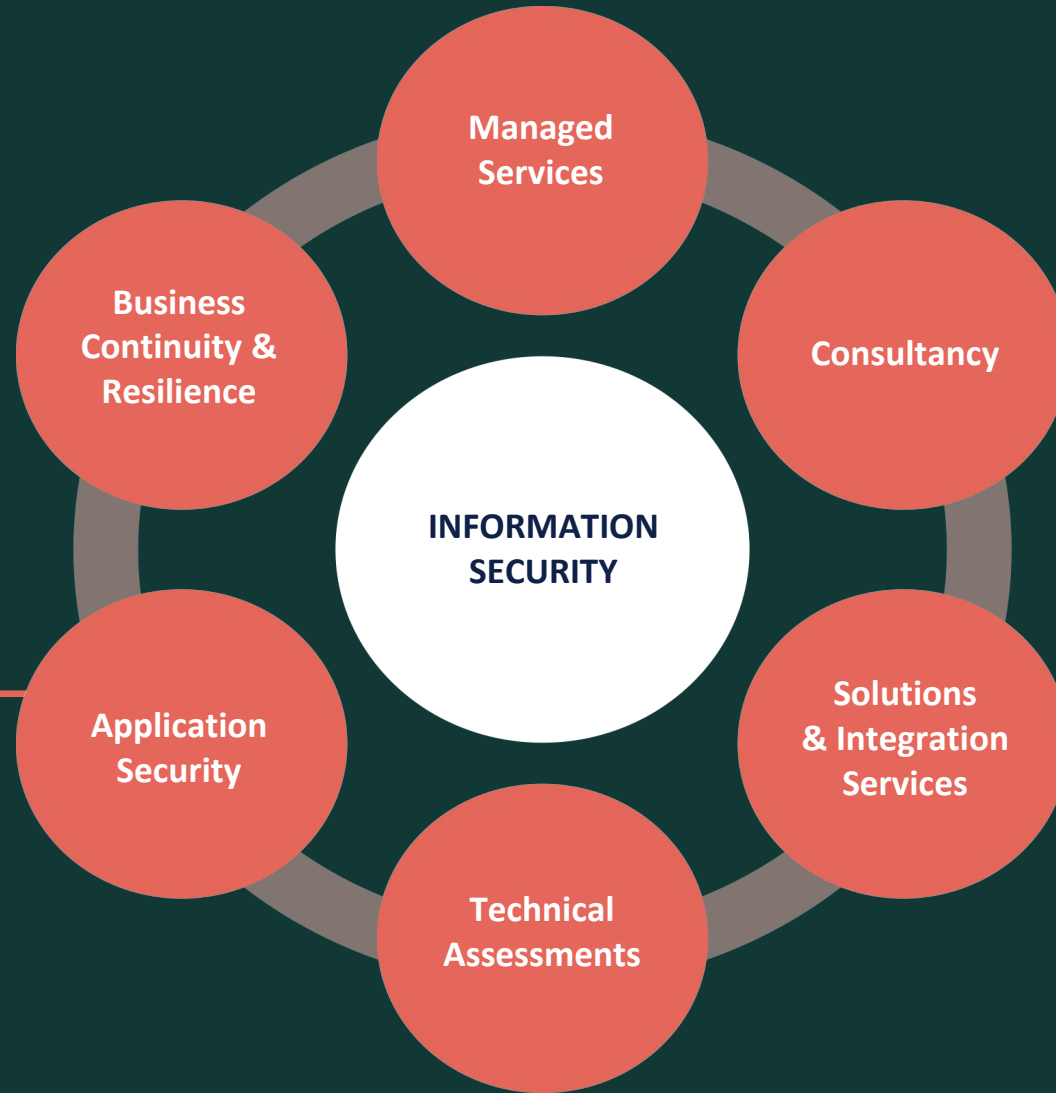 Managed
Services
Business
Continuity &
Resilience
Consultancy
INFORMATION
SECURITY
Application
Security
Solutions
& Integration
Services
Technical
Assessments